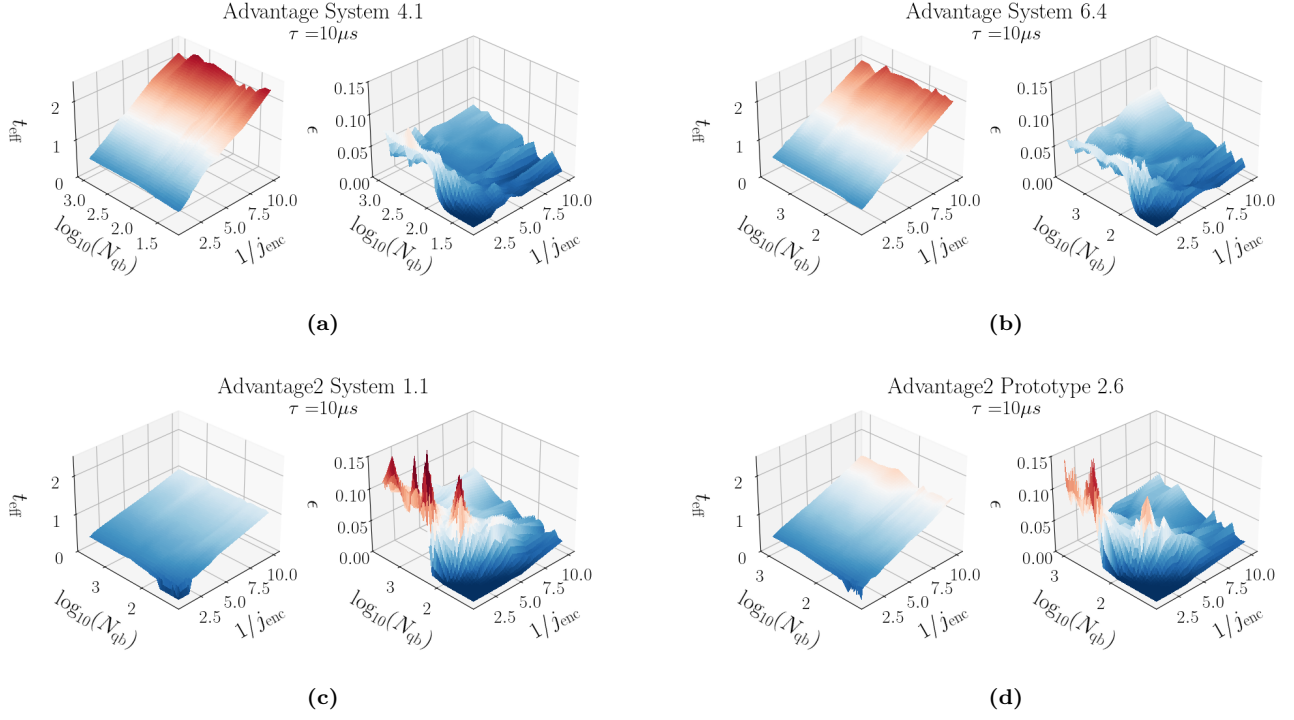 Advantage System 4.1
τ =10μs
t_eff
2
1
0
3.0
2.5
2.0
1.5
log₁₀(N_qb)
2.5
5.0
7.5
10.0
1/j_enc
ϵ
0.15
0.10
0.05
0.00
3.0
2.5
2.0
1.5
log₁₀(N_qb)
2.5
5.0
7.5
10.0
1/j_enc
(a)
Advantage System 6.4
τ =10μs
t_eff
2
1
0
3
2
log₁₀(N_qb)
2.5
5.0
7.5
10.0
1/j_enc
ϵ
0.15
0.10
0.05
0.00
3
2
log₁₀(N_qb)
2.5
5.0
7.5
10.0
1/j_enc
(b)
Advantage2 System 1.1
τ =10μs
t_eff
2
1
0
3
2
log₁₀(N_qb)
2.5
5.0
7.5
10.0
1/j_enc
ϵ
0.15
0.10
0.05
0.00
3
2
log₁₀(N_qb)
2.5
5.0
7.5
10.0
1/j_enc
(c)
Advantage2 Prototype 2.6
τ =10μs
t_eff
2
1
0
3
2
log₁₀(N_qb)
2.5
5.0
7.5
10.0
1/j_enc
ϵ
0.15
0.10
0.05
0.00
3
2
log₁₀(N_qb)
2.5
5.0
7.5
10.0
1/j_enc
(d)